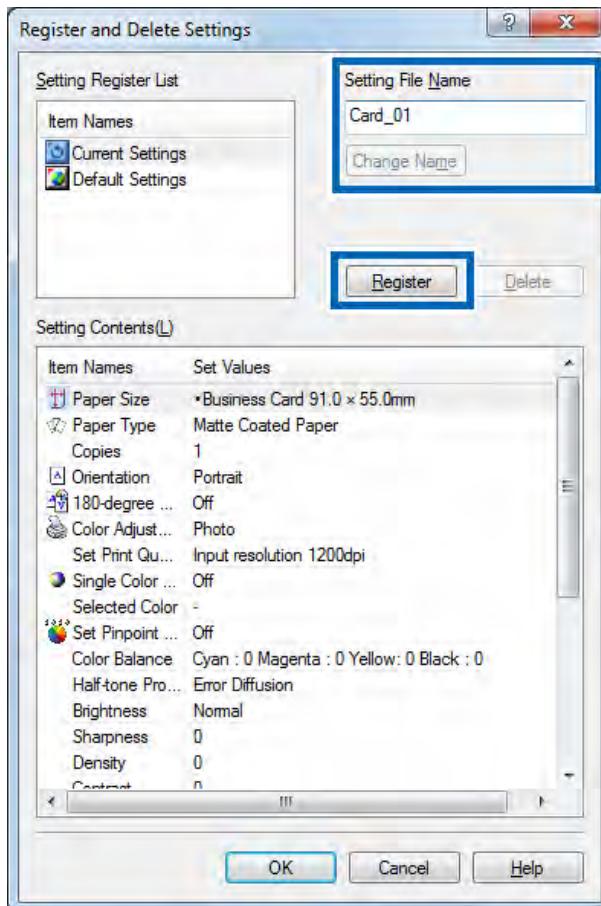 Register and Delete Settings
Setting Register List
Setting File Name
Item Names
Card_01
Current Settings
Change Name
Default Settings
Register
Delete
Setting Contents(L)
Item Names Set Values
Paper Size •Business Card 91.0 × 55.0mm
Paper Type Matte Coated Paper
Copies 1
Orientation Portrait
180-degree ... Off
Color Adjust... Photo
Set Print Qu... Input resolution 1200dpi
Single Color ... Off
Selected Color -
Set Pinpoint ... Off
Color Balance Cyan : 0 Magenta : 0 Yellow: 0 Black : 0
Half-tone Pro... Error Diffusion
Brightness Normal
Sharpness 0
Density 0
Contrast 0
OK Cancel Help